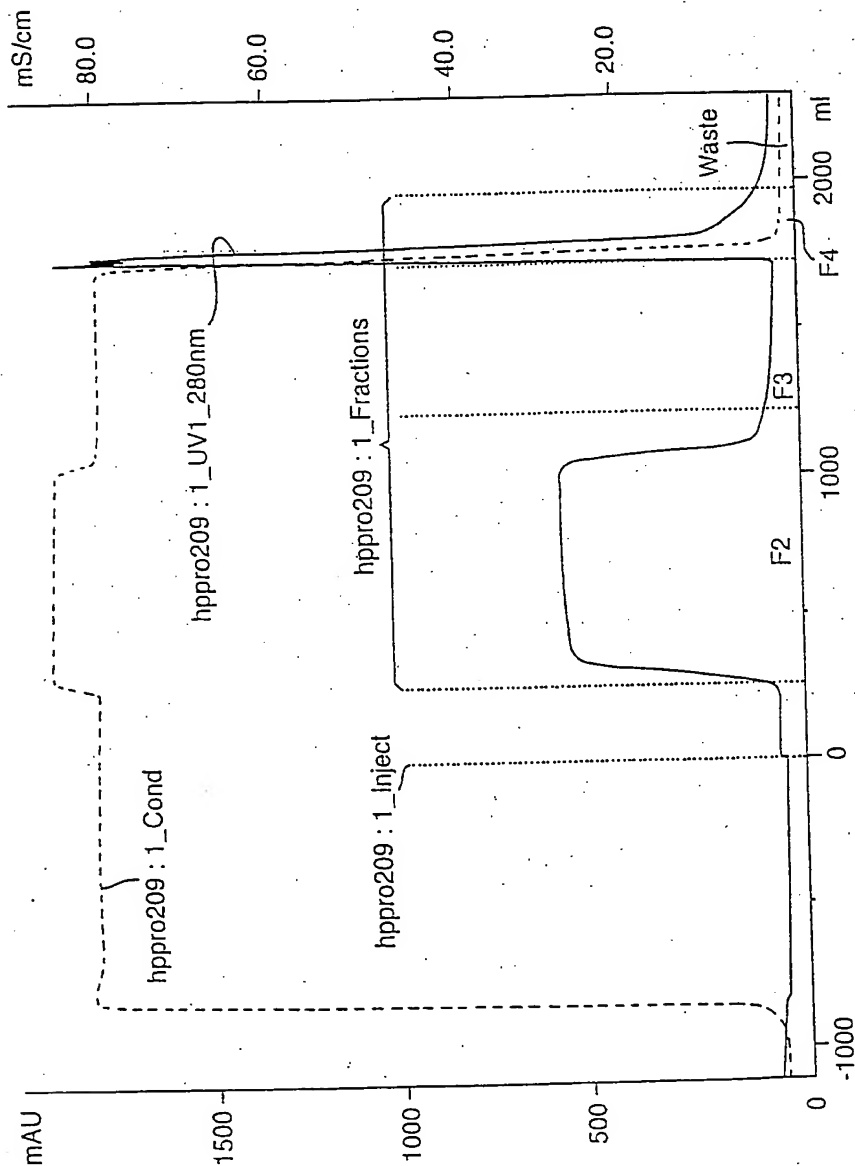 mAU
1500
1000
500
0
mS/cm
80.0
60.0
40.0
20.0
hppro209 : 1_Cond
hppro209 : 1_UV1_280nm
hppro209 : 1_Fractions
hppro209 : 1_Inject
F2
F3
F4
Waste
-1000
0
1000
2000
ml